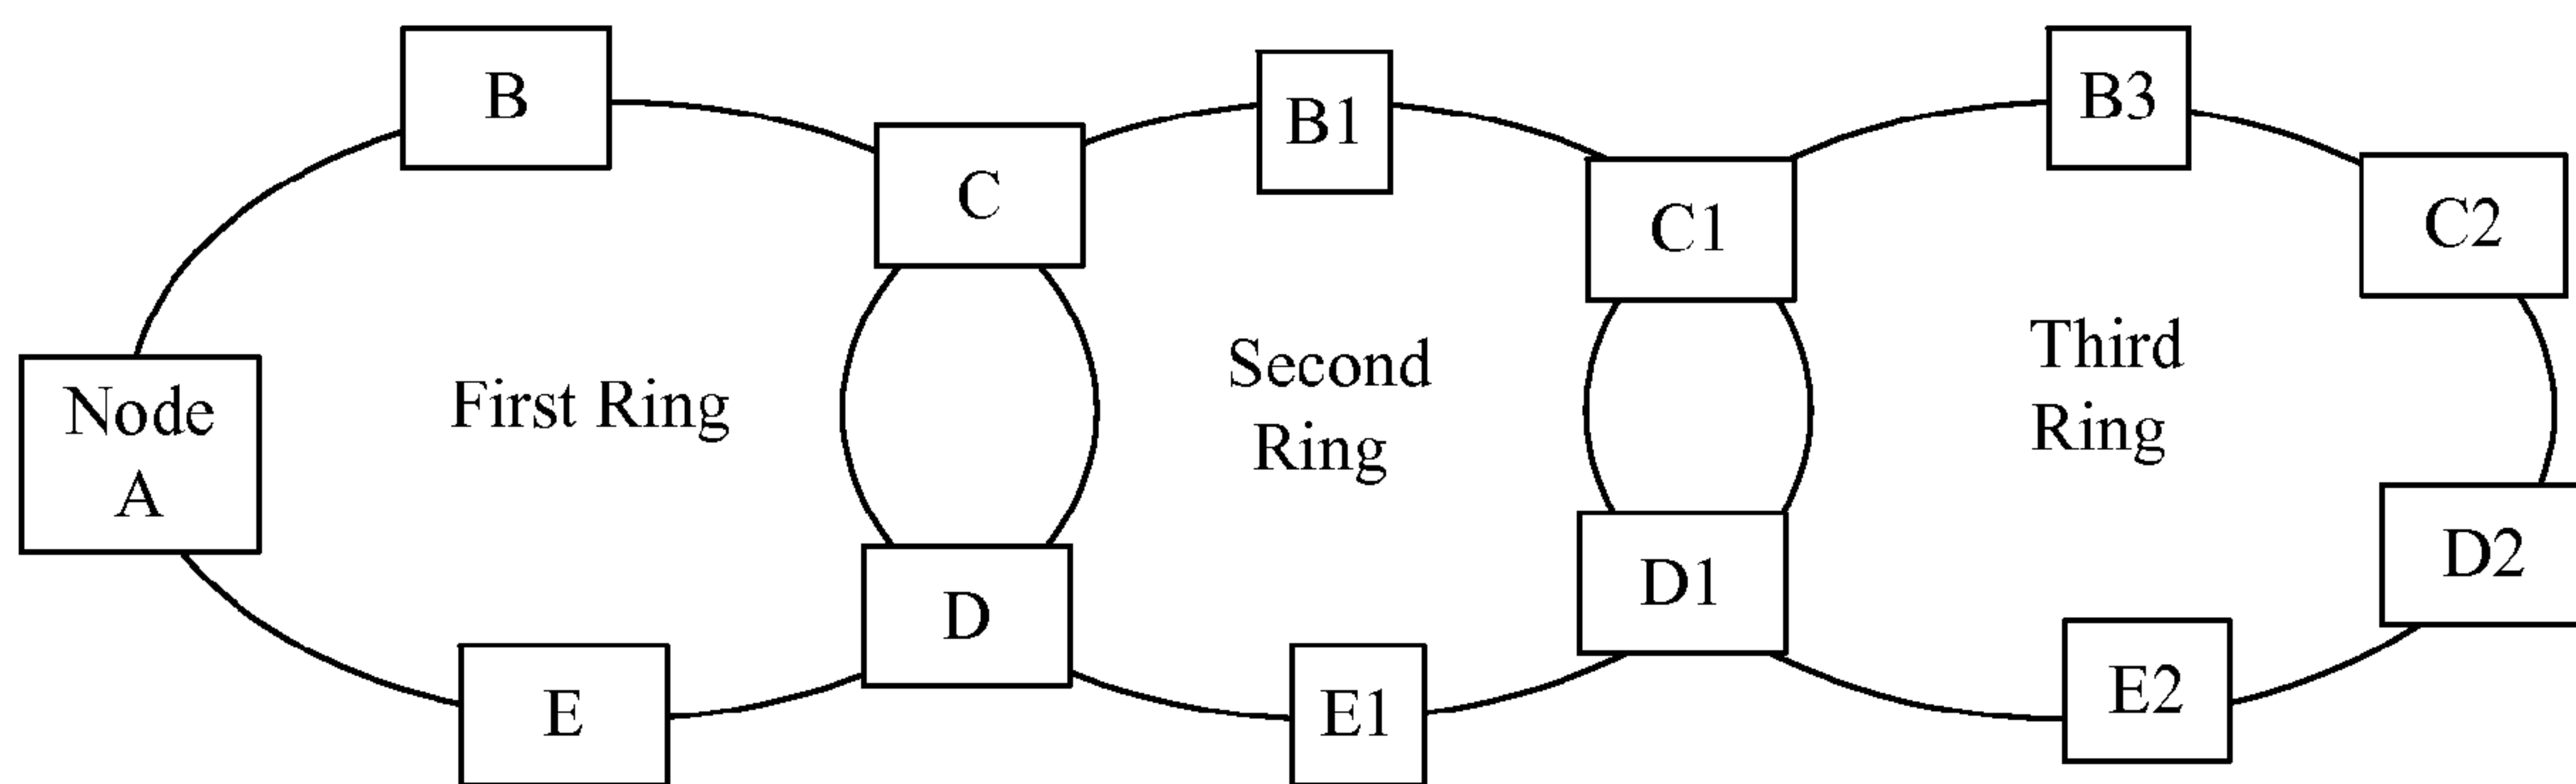 B
B1
B3
C
C1
C2
Node
A
First Ring
Second
Ring
Third
Ring
D
D1
D2
E
E1
E2